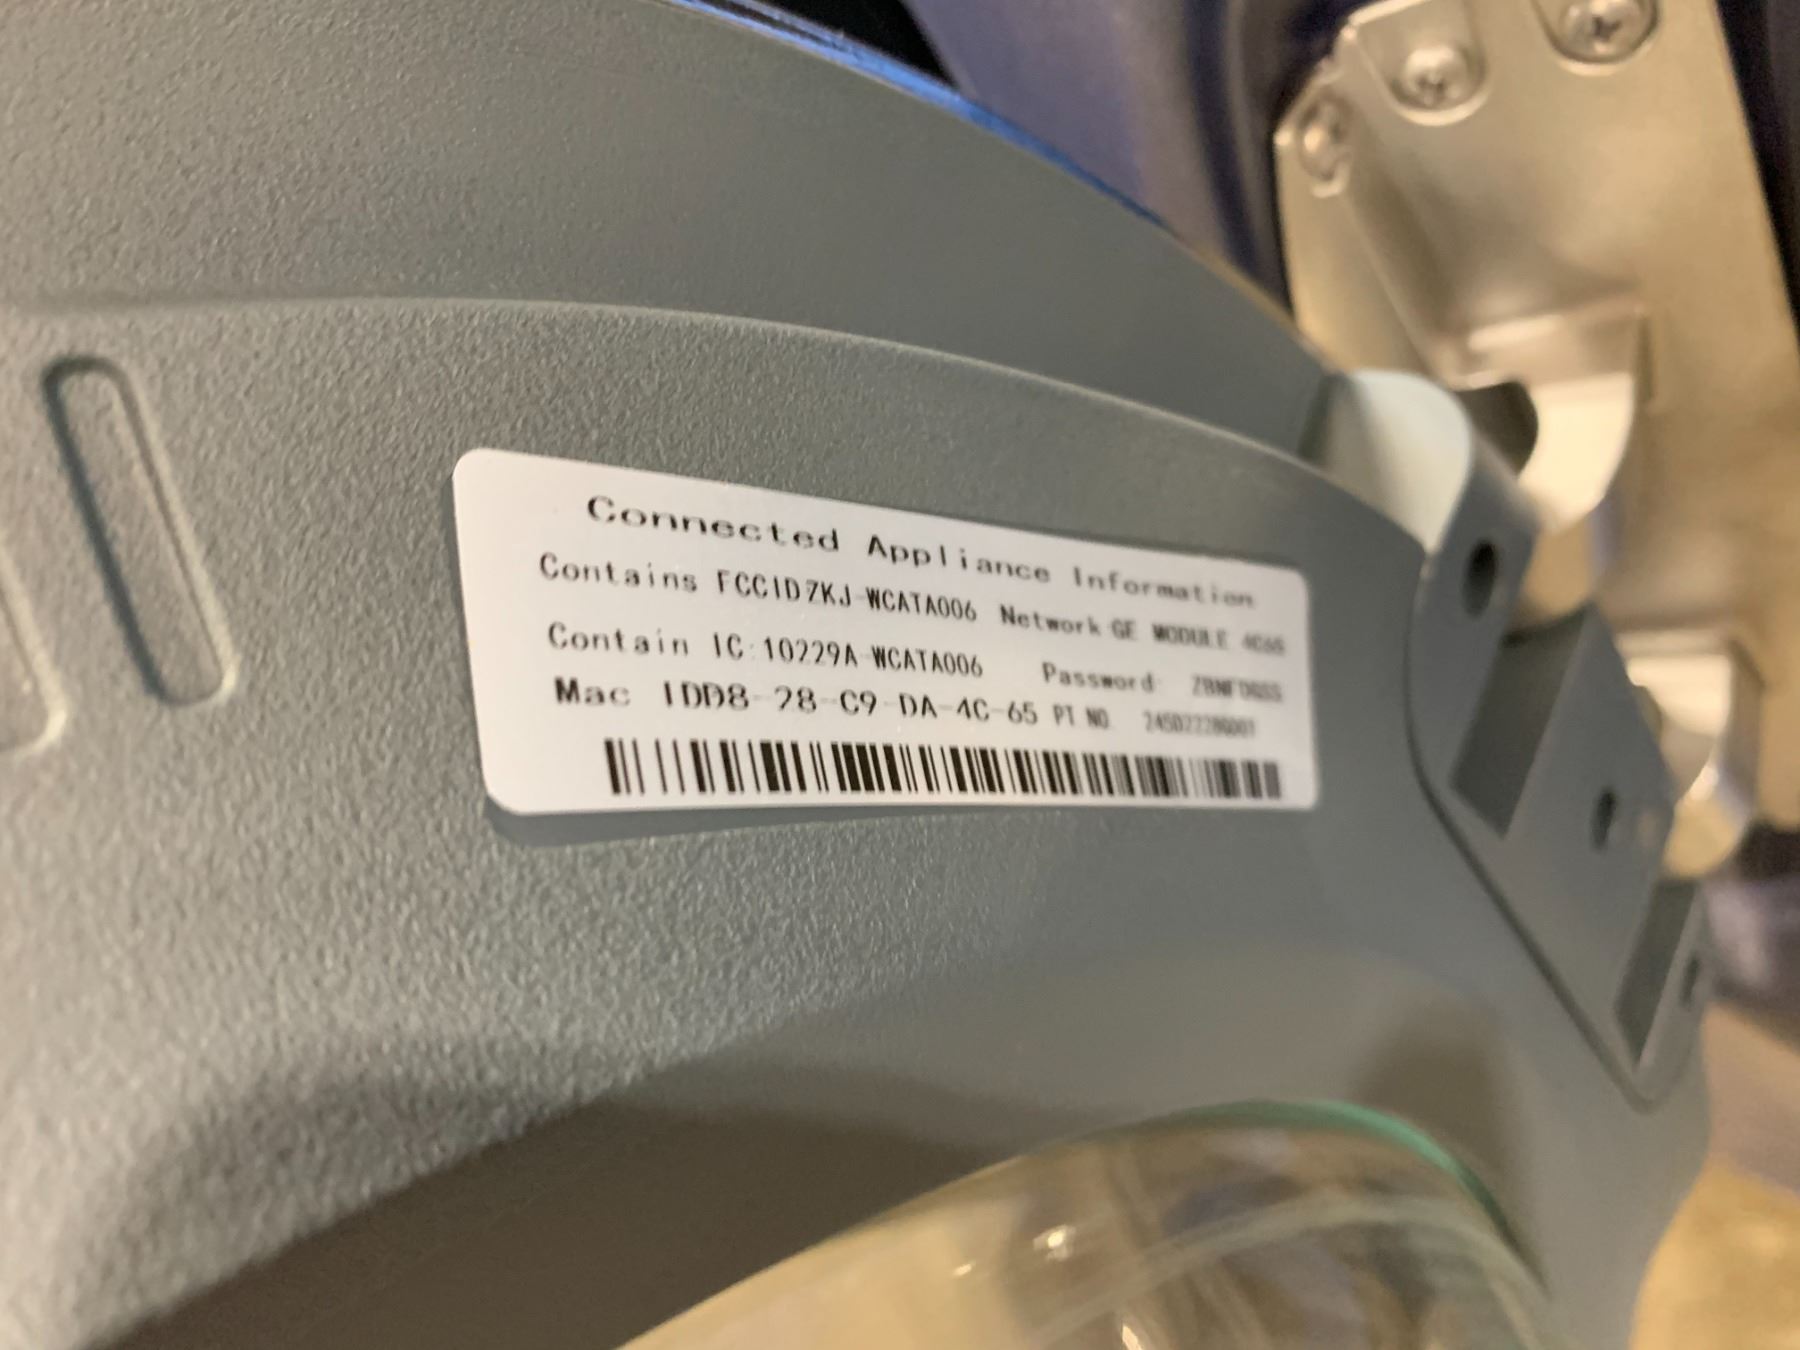 Connected Appliance Information
Contains FCCID7KJ-WCATA006 Network GE MODULE 4C65
Contain IC:10229A-WCATA006 Password:
Mac IDD8-28-C9-DA-4C-65 PT NO.